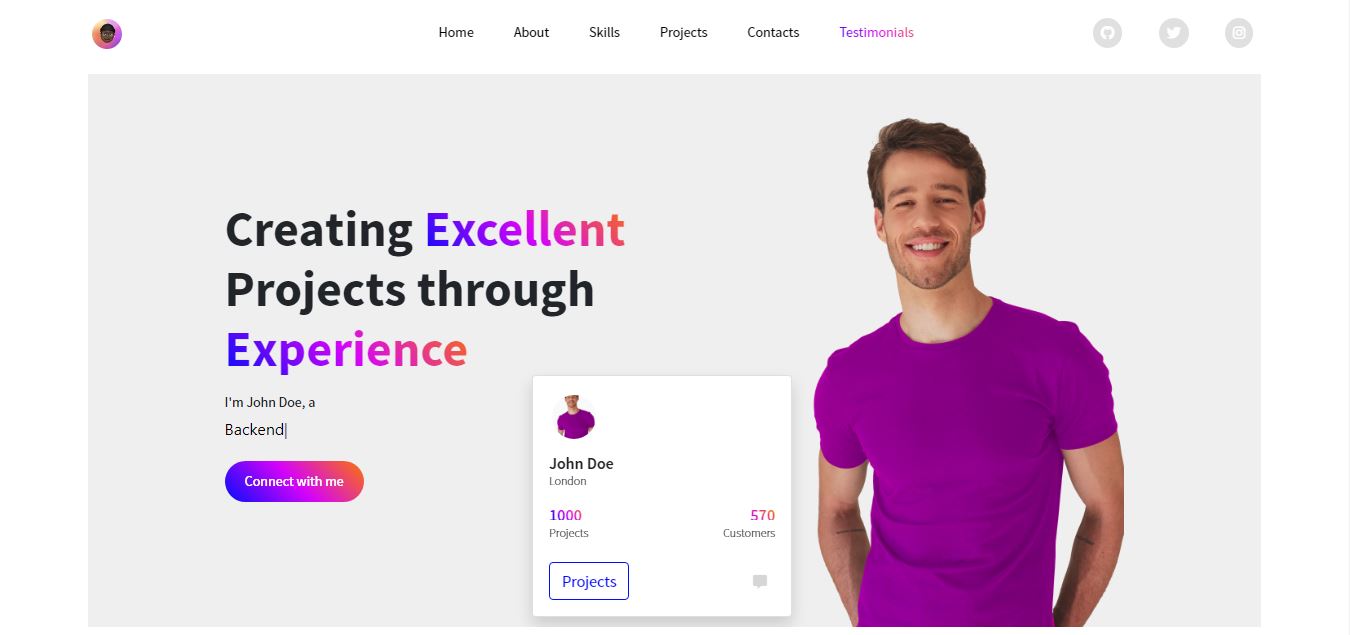 Home About Skills Projects Contacts Testimonials
Creating Excellent
Projects through
Experience
I'm John Doe, a
Backend|
Connect with me
John Doe
London
1000 570
Projects Customers
Projects